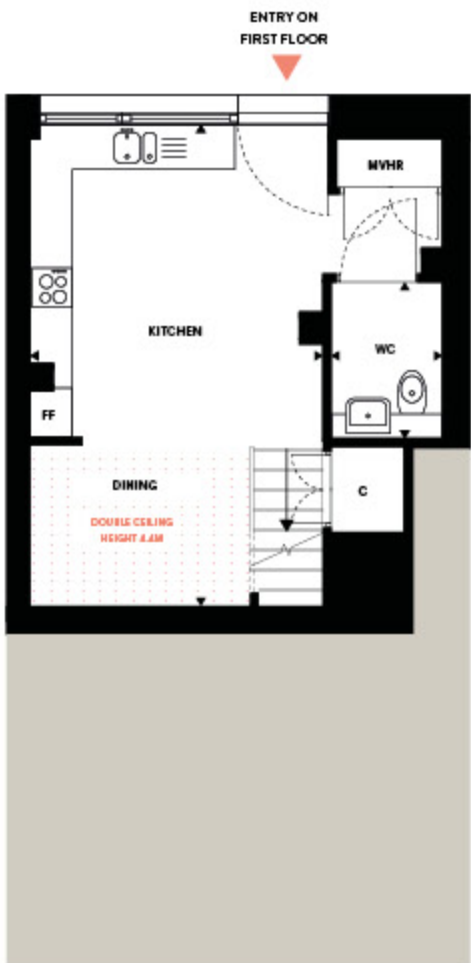 ENTRY ON
FIRST FLOOR
MVHR
KITCHEN
WC
FF
DINING
C
DOUBLE CEILING
HEIGHT 4.4M